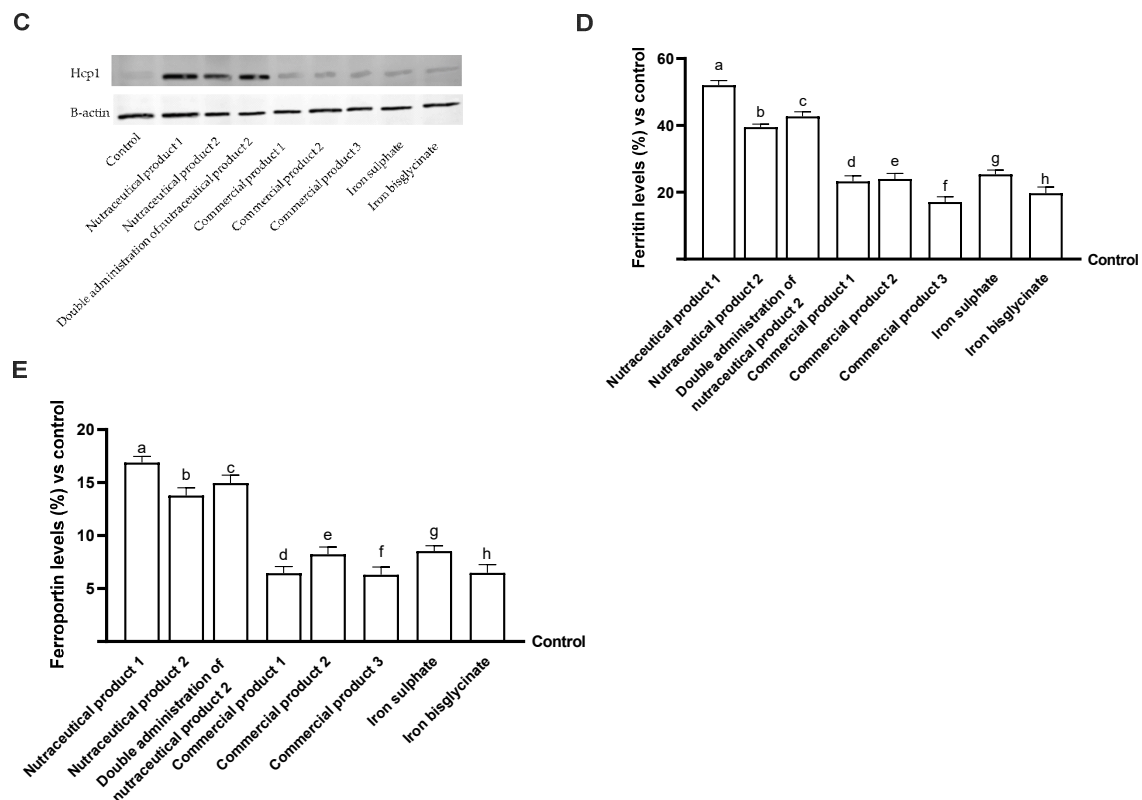 C
Hcp1
B-actin
Control
Nutraceutical product 1
Nutraceutical product 2
Double administration of nutraceutical product 2
Commercial product 1
Commercial product 2
Commercial product 3
Iron sulphate
Iron bisglycinate
D
Ferritin levels (%) vs control
60
40
20
a
b
c
d
e
f
g
h
Control
Nutraceutical product 1
Nutraceutical product 2
Double administration of
nutraceutical product 2
Commercial product 1
Commercial product 2
Commercial product 3
Iron sulphate
Iron bisglycinate
E
Ferroportin levels (%) vs control
20
15
10
5
a
b
c
d
e
f
g
h
Control
Nutraceutical product 1
Nutraceutical product 2
Double administration of
nutraceutical product 2
Commercial product 1
Commercial product 2
Commercial product 3
Iron sulphate
Iron bisglycinate